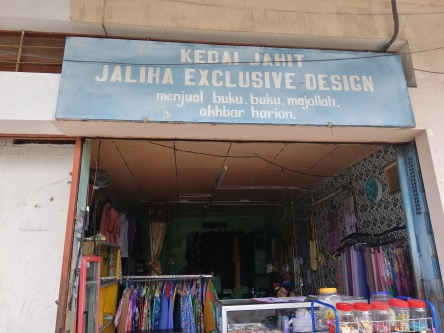 KEDAI JAHIT
JALIHA EXCLUSIVE DESIGN
menjual buku.buku, majallah,
akhbar harian.